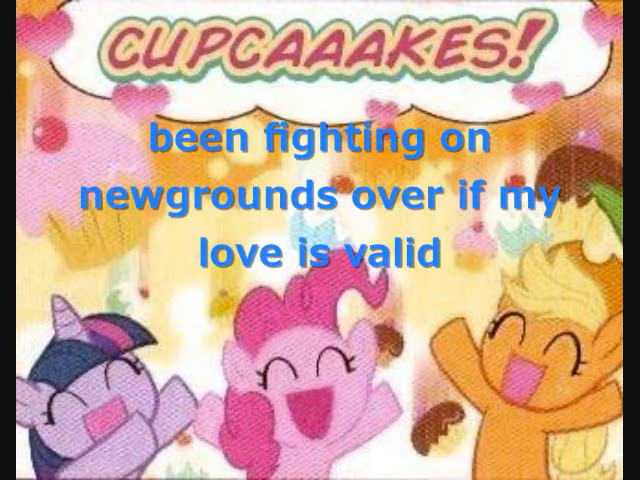 CUPCAAAKES!
been fighting on
newgrounds over if my
love is valid